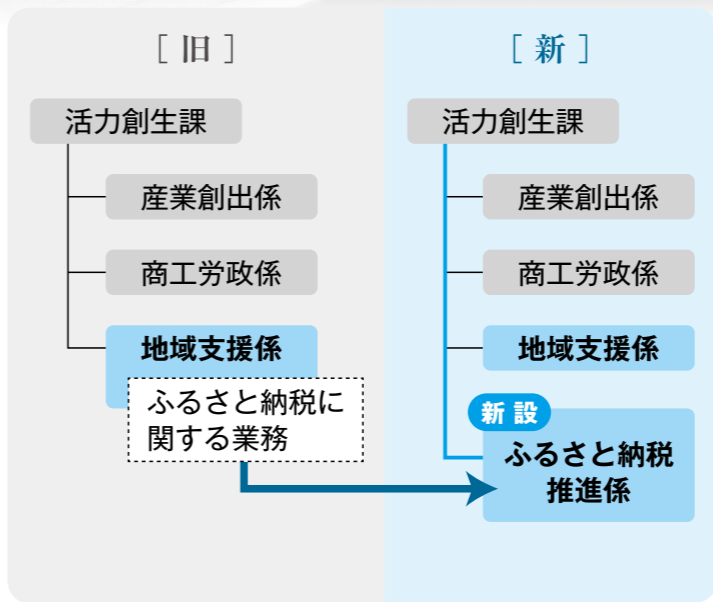 ［ 旧 ］
活力創生課
産業創出係
商工労政係
地域支援係
ふるさと納税に
関する業務
［ 新 ］
活力創生課
産業創出係
商工労政係
地域支援係
新設
ふるさと納税
推進係